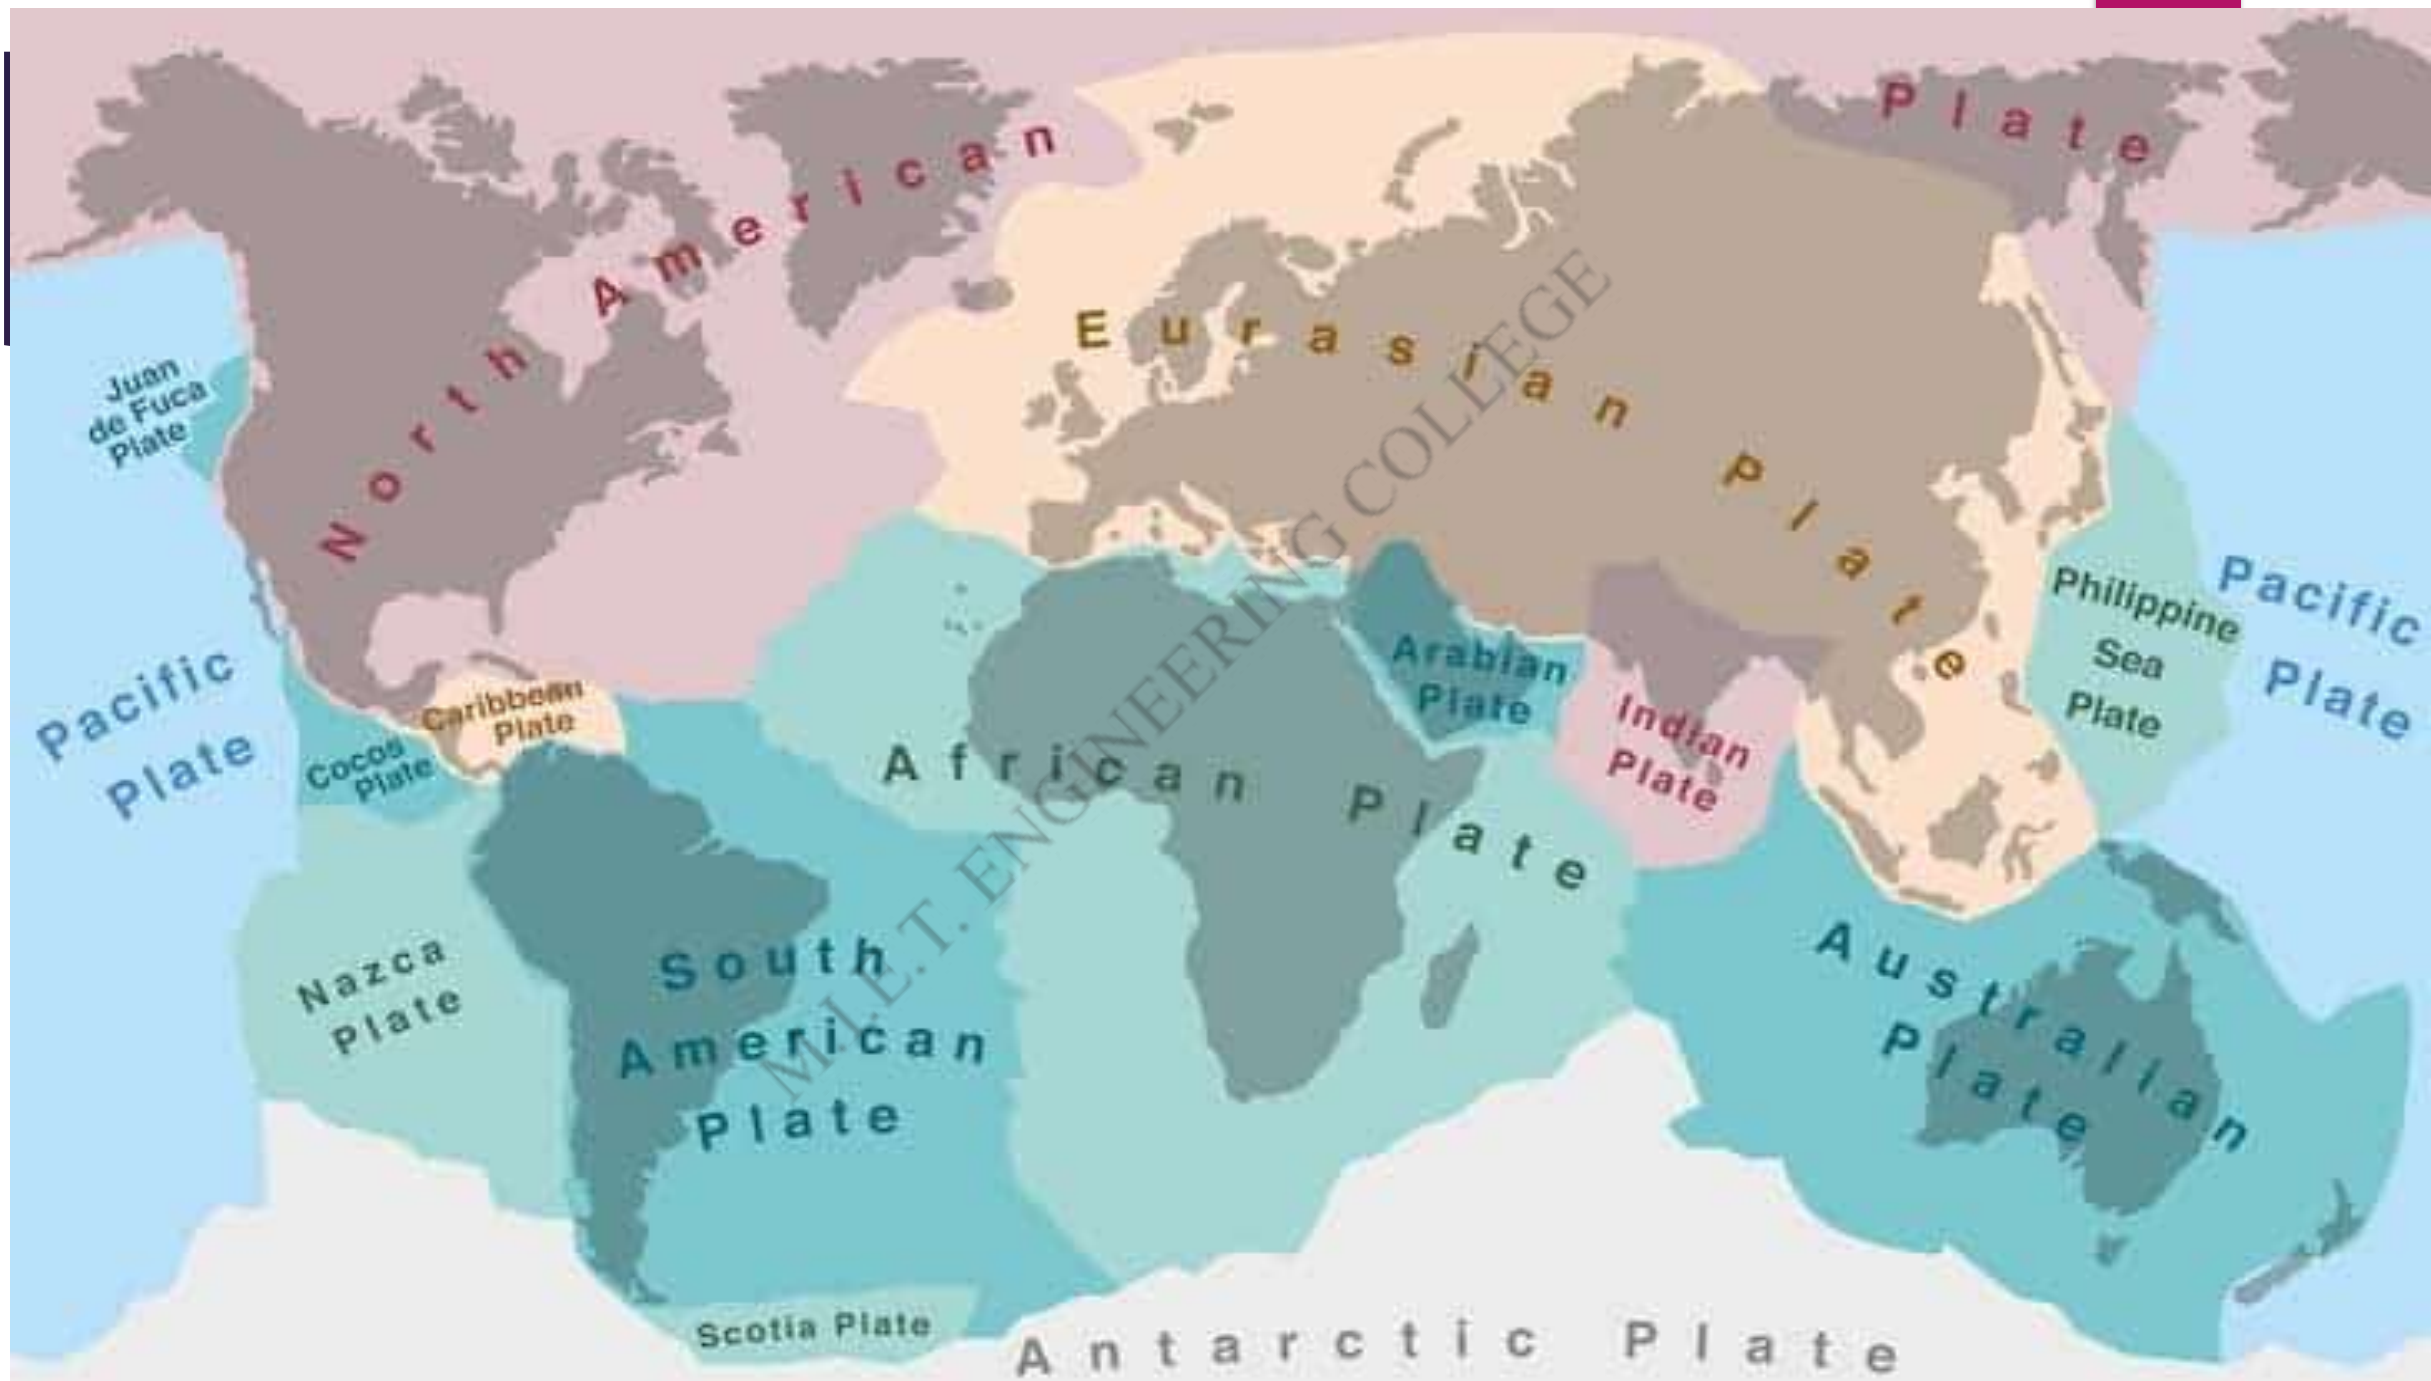 North American Plate
Eurasian Plate
Juan
de Fuca
Plate
Pacific
Plate
Caribbean
Plate
Cocos
Plate
Nazca
Plate
South
American
Plate
Scotia Plate
African Plate
Arabian
Plate
Indian
Plate
Philippine
Sea
Plate
Pacific
Plate
Australian
Plate
Antarctic Plate
M.I.E.T. ENGINEERING COLLEGE